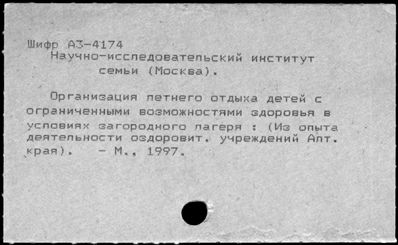 Шифр А3-4174
Научно-исследовательский институт
семьи (Москва).
Организация летнего отдыха детей с
ограниченными возможностями здоровья в
условиях загородного лагеря : (Из опыта
деятельности оздоровит. учреждений Алт.
края). - М., 1997.